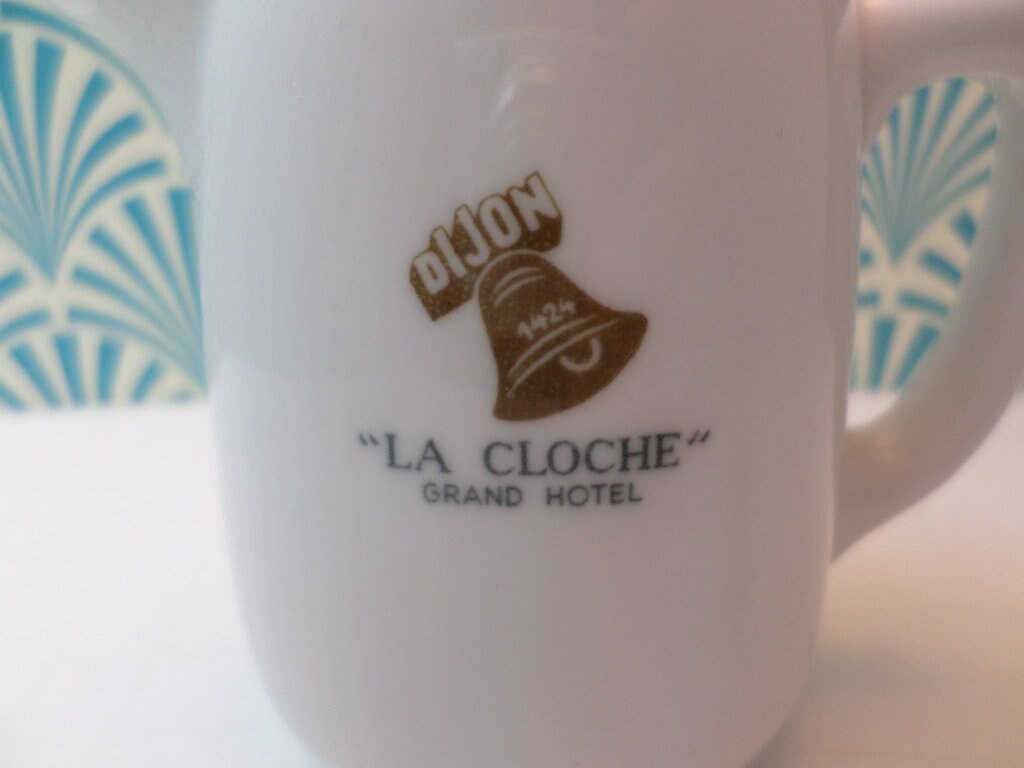 DIJON
1424
“LA CLOCHE“
GRAND HOTEL